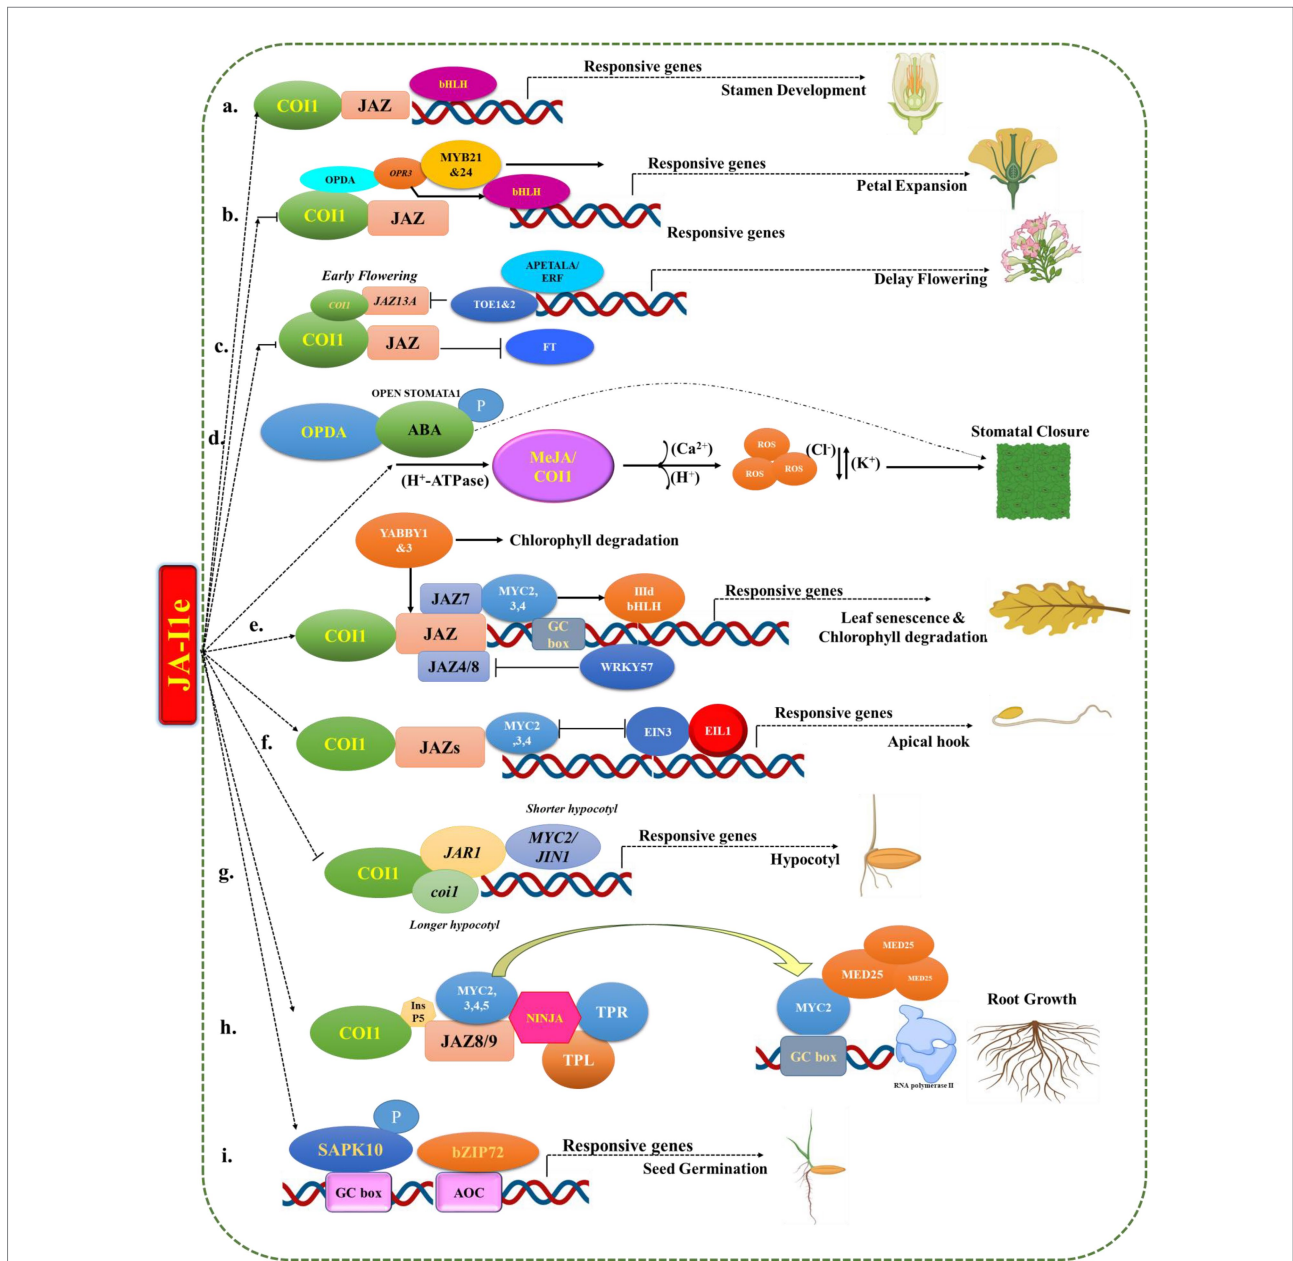 JA-I1e
a.
COI1
JAZ
bHLH
Responsive genes
Stamen Development
b.
OPDA
OPR3
MYB21
&24
COI1
JAZ
bHLH
Responsive genes
Petal Expansion
Responsive genes
c.
Early Flowering
COI1
JAZ13A
TOE1&2
APETALA/
ERF
Delay Flowering
COI1
JAZ
FT
d.
OPEN STOMATA1
OPDA
ABA
P
(H⁺-ATPase)
MeJA/
COI1
(Ca²⁺)
(H⁺)
ROS
ROS
ROS
(Cl⁻)
(K⁺)
Stomatal Closure
e.
YABBY1
&3
Chlorophyll degradation
COI1
JAZ7
JAZ
JAZ4/8
MYC2,
3,4
GC
box
IIId
bHLH
WRKY57
Responsive genes
Leaf senescence &
Chlorophyll degradation
f.
COI1
JAZs
MYC2
,3,4
EIN3
EIL1
Responsive genes
Apical hook
g.
COI1
JAR1
coi1
Longer hypocotyl
Shorter hypocotyl
MYC2/
JIN1
Responsive genes
Hypocotyl
h.
COI1
Ins
P5
MYC2,
3,4,5
JAZ8/9
NINJA
TPR
TPL
MYC2
GC box
MED25
MED25
MED25
RNA polymerase II
Root Growth
i.
SAPK10
P
GC box
bZIP72
AOC
Responsive genes
Seed Germination